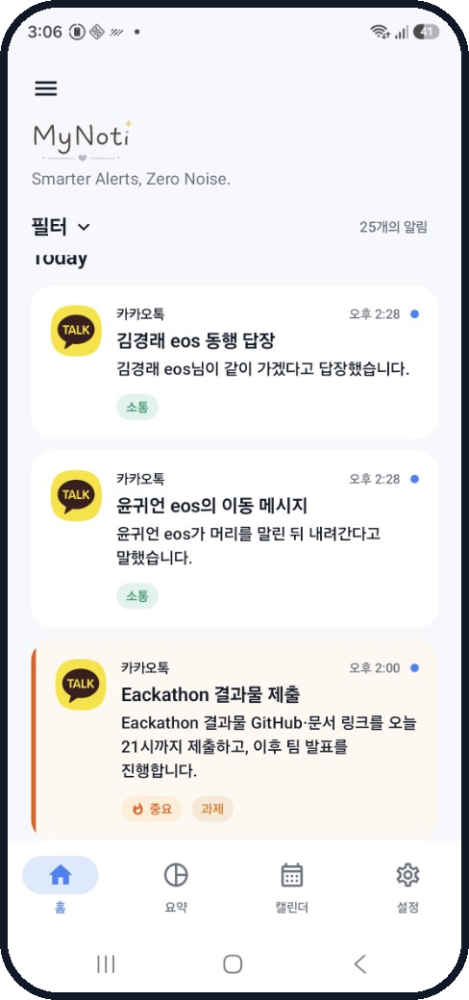 3:06
41
MyNoti
Smarter Alerts, Zero Noise.
필터
25개의 알림
Today
TALK
카카오톡
오후 2:28
김경래 eos 동행 답장
김경래 eos님이 같이 가겠다고 답장했습니다.
소통
TALK
카카오톡
오후 2:28
윤귀언 eos의 이동 메시지
윤귀언 eos가 머리를 말린 뒤 내려간다고
말했습니다.
소통
TALK
카카오톡
오후 2:00
Eackathon 결과물 제출
Eackathon 결과물 GitHub·문서 링크를 오늘
21시까지 제출하고, 이후 팀 발표를
진행합니다.
중요
과제
홈
요약
캘린더
설정